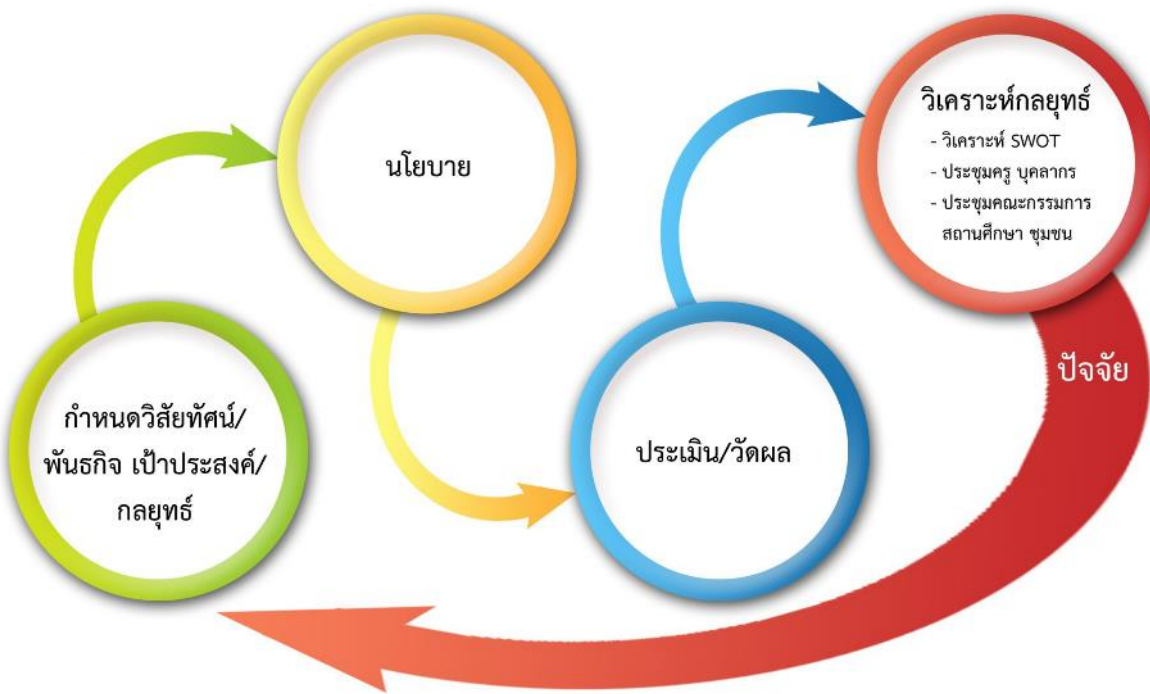 กำหนดวิสัยทัศน์/
พันธกิจ เป้าประสงค์/
กลยุทธ์
นโยบาย
ประเมิน/วัดผล
วิเคราะห์กลยุทธ์
- วิเคราะห์ SWOT
- ประชุมครู บุคลากร
- ประชุมคณะกรรมการ
สถานศึกษา ชุมชน
ปัจจัย